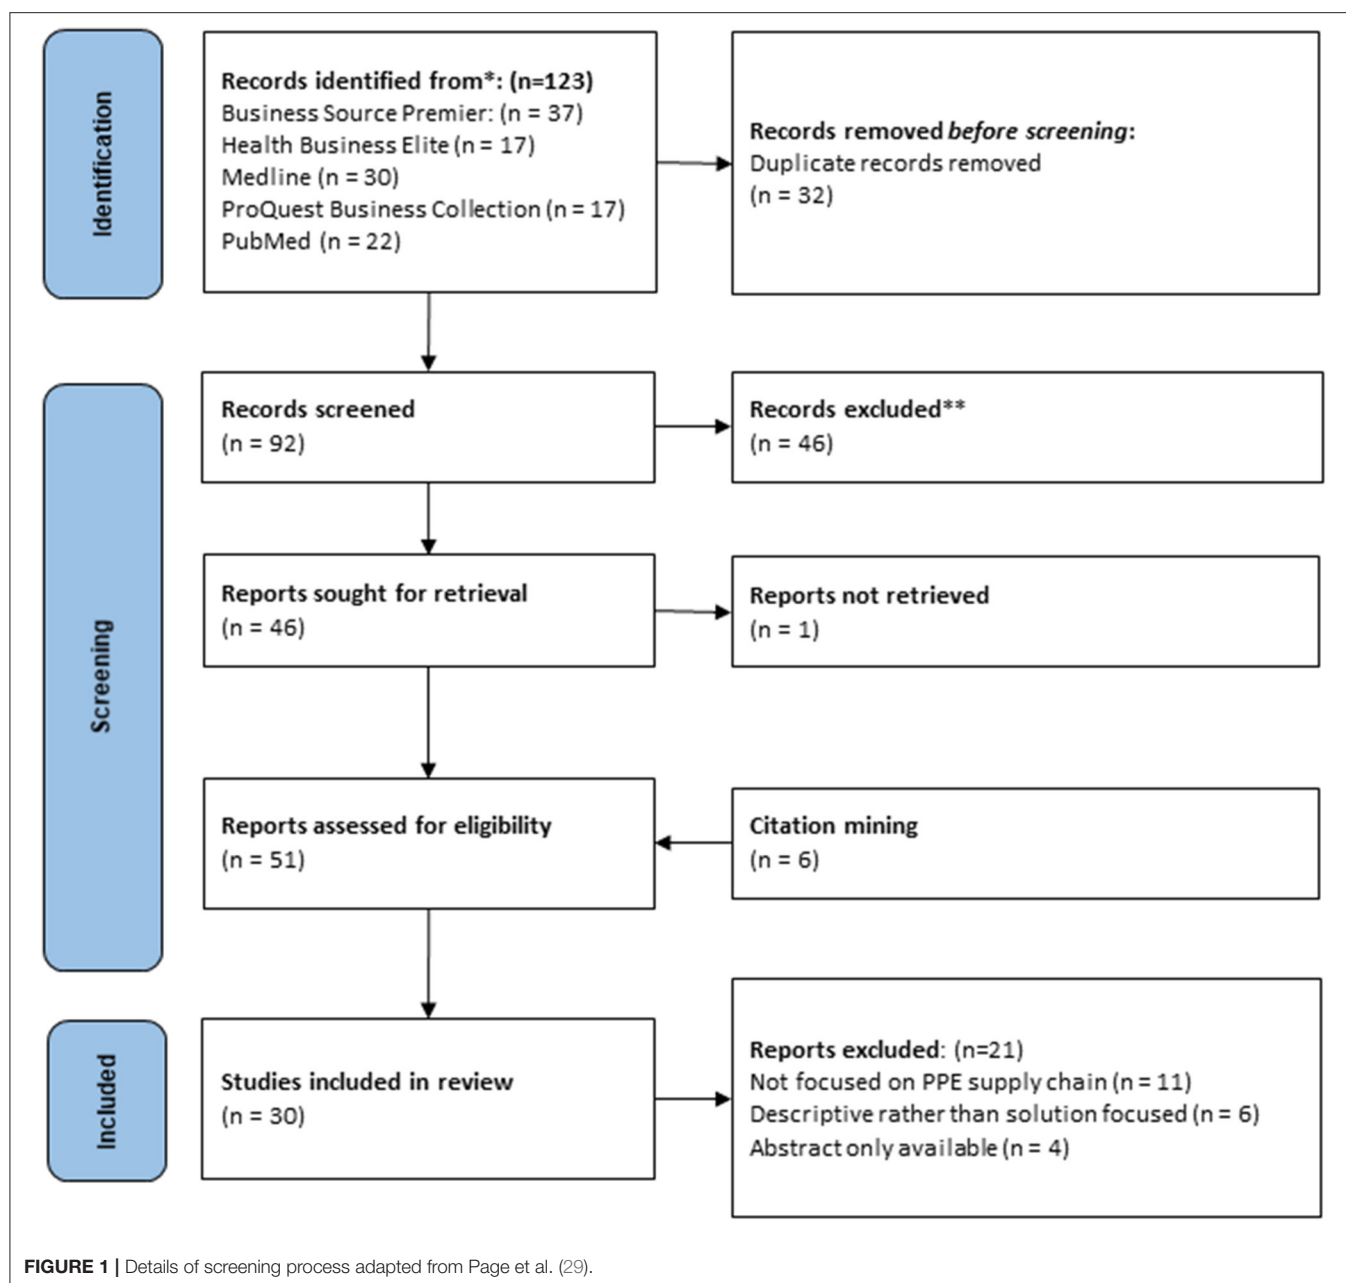 Identification
Records identified from*: (n=123)
Business Source Premier: (n = 37)
Health Business Elite (n = 17)
Medline (n = 30)
ProQuest Business Collection (n = 17)
PubMed (n = 22)
Records removed before screening:
Duplicate records removed
(n = 32)
Screening
Records screened
(n = 92)
Records excluded**
(n = 46)
Reports sought for retrieval
(n = 46)
Reports not retrieved
(n = 1)
Reports assessed for eligibility
(n = 51)
Citation mining
(n = 6)
Included
Studies included in review
(n = 30)
Reports excluded: (n=21)
Not focused on PPE supply chain (n = 11)
Descriptive rather than solution focused (n = 6)
Abstract only available (n = 4)
FIGURE 1 | Details of screening process adapted from Page et al. (29).